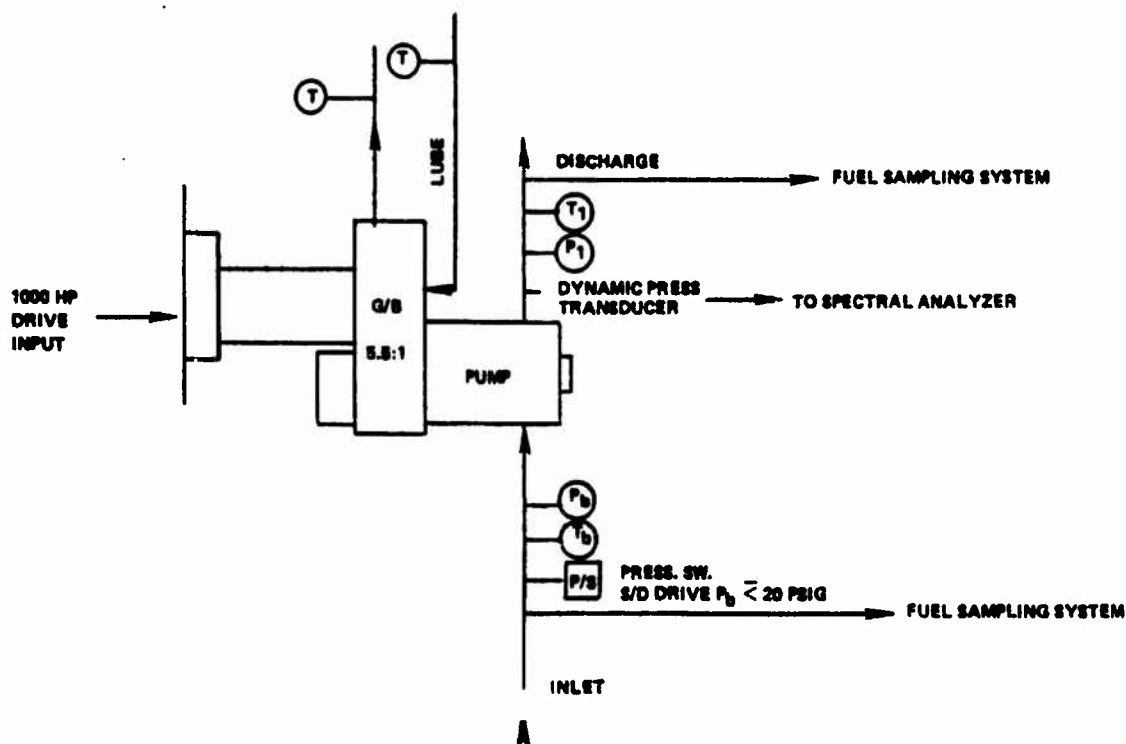 T
T
LUBE
DISCHARGE
FUEL SAMPLING SYSTEM
T1
P1
DYNAMIC PRESS
TRANSDUCER
TO SPECTRAL ANALYZER
1000 HP
DRIVE
INPUT
G/B
5.5:1
PUMP
Pb
Tb
P/S
PRESS. SW.
S/D DRIVE Pb ≤ 20 PSIG
FUEL SAMPLING SYSTEM
INLET